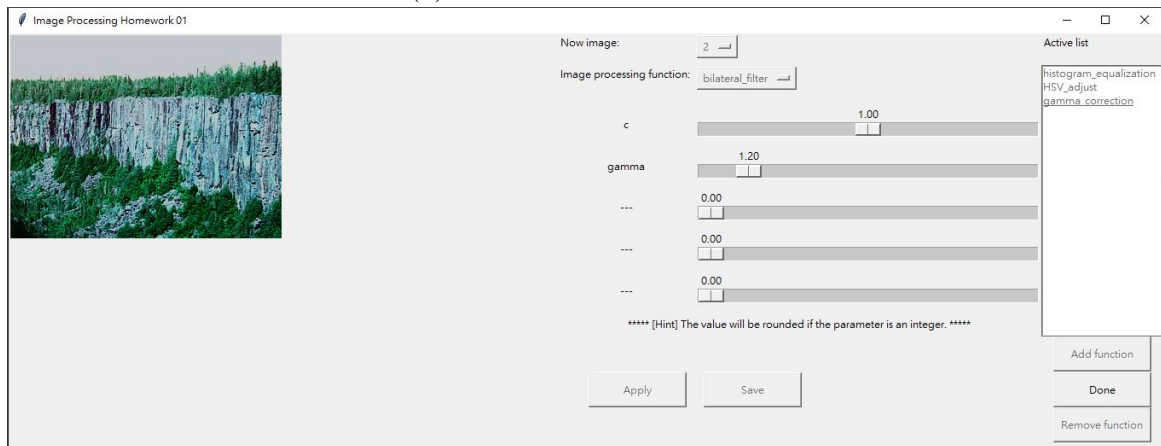 Image Processing Homework 01
Now image:
2
Active list
Image processing function:
bilateral_filter
histogram_equalization
HSV_adjust
gamma_correction
1.00
c
1.20
gamma
0.00
---
0.00
---
0.00
---
***** [Hint] The value will be rounded if the parameter is an integer. *****
Add function
Apply
Save
Done
Remove function